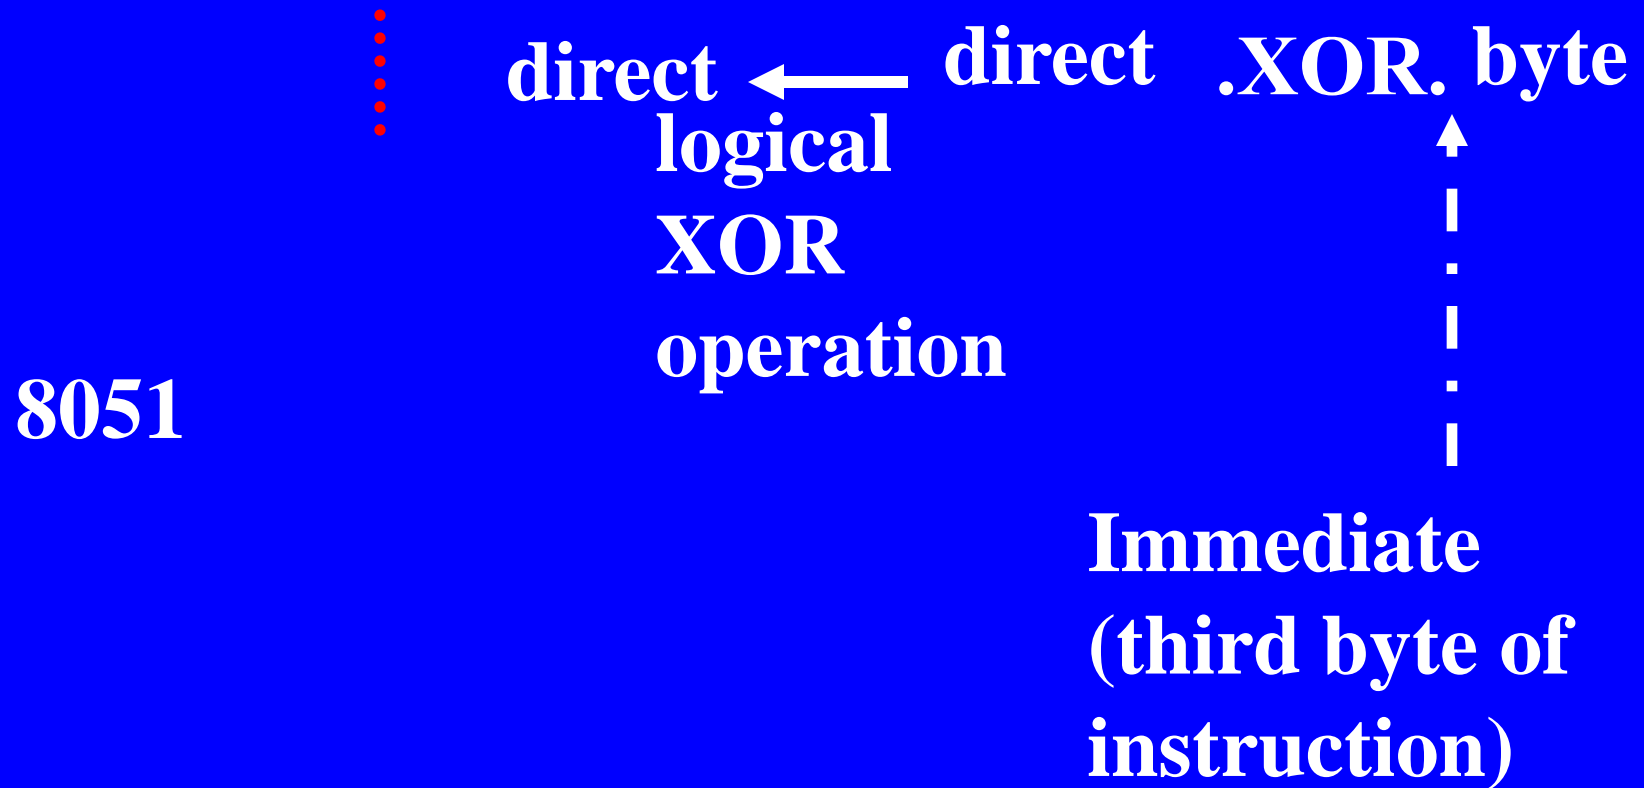 direct direct .XOR. byte
logical
XOR
operation
8051
Immediate
(third byte of
instruction)